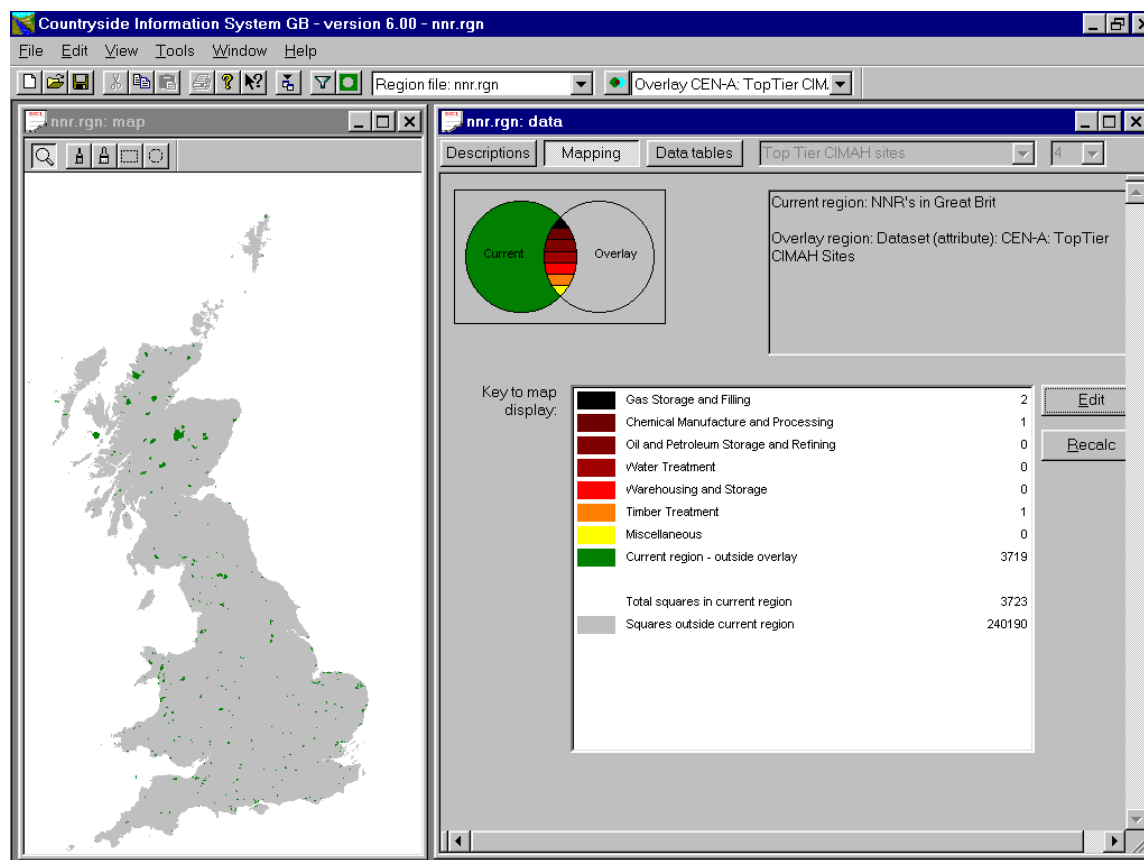 Countryside Information System GB - version 6.00 - nnr.rgn
File Edit View Tools Window Help
Region file: nnr.rgn
Overlay CEN-A: TopTier CIM.
nnr.rgn: map
nnr.rgn: data
Descriptions Mapping Data tables Top Tier CIMAH sites 4
Current Overlay
Current region: NNR's in Great Brit
Overlay region: Dataset (attribute): CEN-A: TopTier
CIMAH Sites
Key to map
display:
Gas Storage and Filling 2
Chemical Manufacture and Processing 1
Oil and Petroleum Storage and Refining 0
Water Treatment 0
Warehousing and Storage 0
Timber Treatment 1
Miscellaneous 0
Current region - outside overlay 3719
Total squares in current region 3723
Squares outside current region 240190
Edit
Recalc